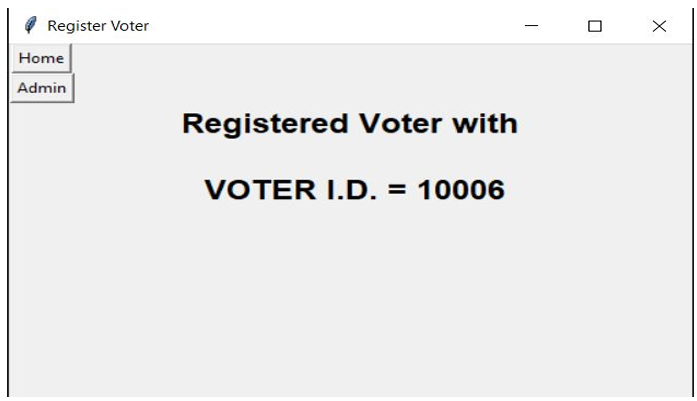 Register Voter
Home
Admin
Registered Voter with
VOTER I.D. = 10006